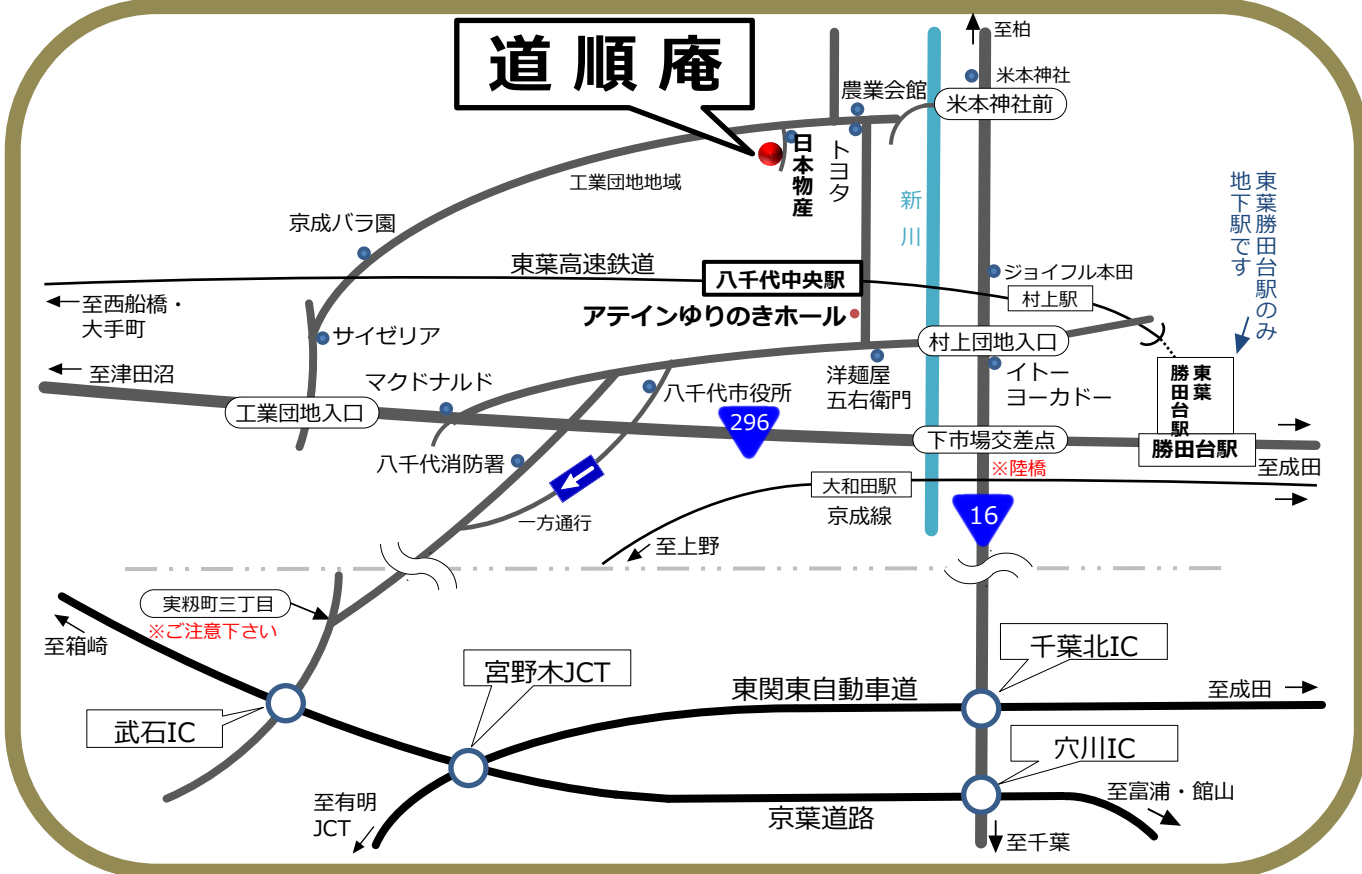 道順庵
至柏
米本神社
農業会館
米本神社前
日本物産
トヨタ
工業団地地域
新川
東葉勝田台駅のみ
地下駅です
京成バラ園
東葉高速鉄道
八千代中央駅
ジョイフル本田
村上駅
至西船橋・
大手町
アテインゆりのきホール
サイゼリア
村上団地入口
至津田沼
マクドナルド
八千代市役所
洋麺屋
五右衛門
イトー
ヨーカドー
東葉
勝田台駅
工業団地入口
296
下市場交差点
勝田台駅
八千代消防署
※陸橋
至成田
大和田駅
京成線
16
一方通行
至上野
実籾町三丁目
※ご注意下さい
至箱崎
千葉北IC
宮野木JCT
東関東自動車道
至成田
武石IC
穴川IC
至有明
JCT
京葉道路
至富浦・館山
至千葉